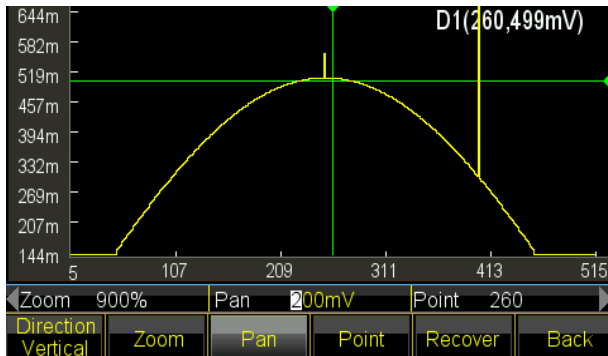 644m
D1(260,499mV)
582m
519m
457m
394m
332m
269m
207m
144m
5 107 209 311 413 515
Zoom 900% Pan 200mV Point 260
Direction Vertical Zoom Pan Point Recover Back